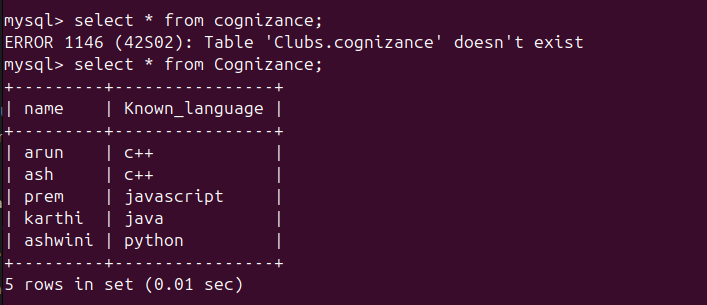 mysql> select * from cognizance;
ERROR 1146 (42S02): Table 'Clubs.cognizance' doesn't exist
mysql> select * from Cognizance;
+---------+----------------+
| name    | Known_language |
+---------+----------------+
| arun    | c++            |
| ash     | c++            |
| prem    | javascript     |
| karthi  | java           |
| ashwini | python         |
+---------+----------------+
5 rows in set (0.01 sec)